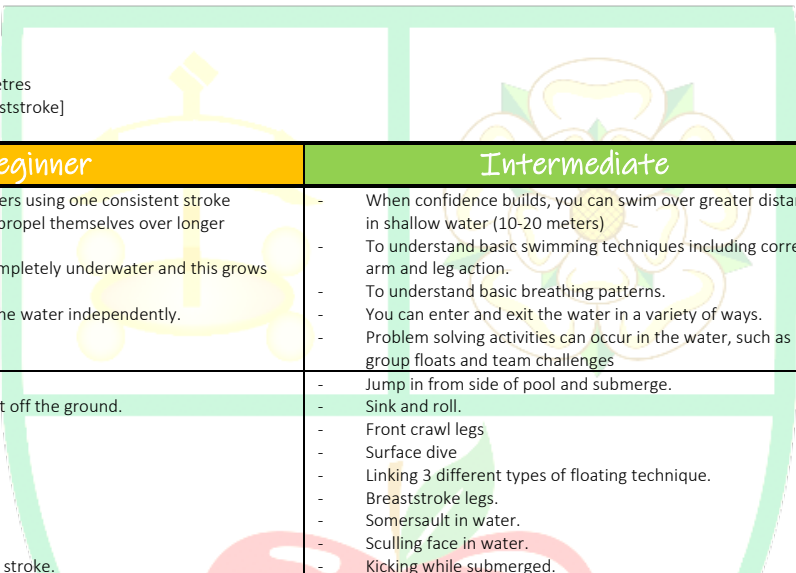 etres
ststroke]
eginner
ers using one consistent stroke
propel themselves over longer
mpletely underwater and this grows
he water independently.
t off the ground.
stroke.
Intermediate
- When confidence builds, you can swim over greater distan
in shallow water (10-20 meters)
- To understand basic swimming techniques including corre
arm and leg action.
- To understand basic breathing patterns.
- You can enter and exit the water in a variety of ways.
- Problem solving activities can occur in the water, such as
group floats and team challenges
- Jump in from side of pool and submerge.
- Sink and roll.
- Front crawl legs
- Surface dive
- Linking 3 different types of floating technique.
- Breaststroke legs.
- Somersault in water.
- Sculling face in water.
- Kicking while submerged.